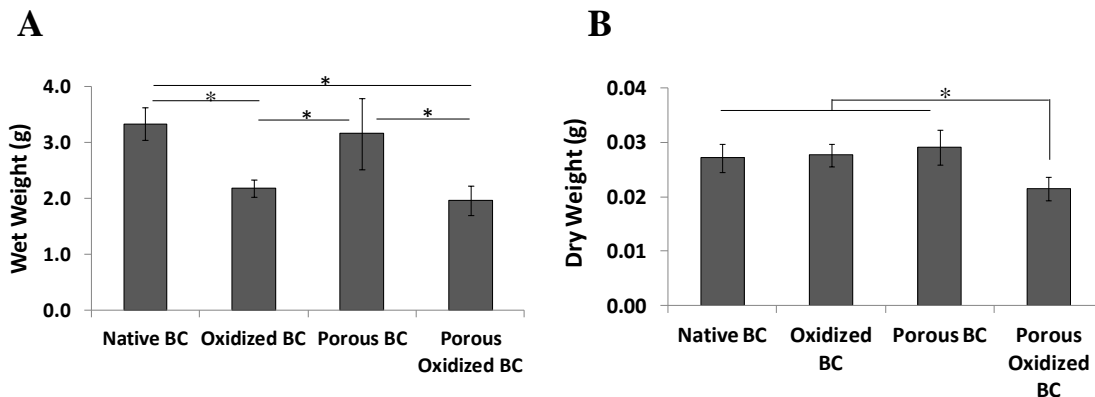 A
B
Wet Weight (g)
4.0
3.0
2.0
1.0
0.0
*
*
*
*
Native BC
Oxidized BC
Porous BC
Porous
Oxidized BC
Dry Weight (g)
0.04
0.03
0.02
0.01
0.00
*
Native BC
Oxidized
BC
Porous BC
Porous
Oxidized
BC